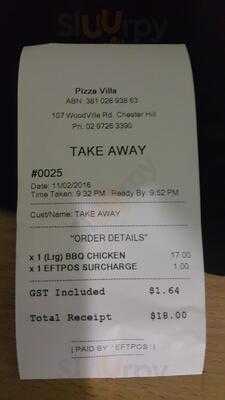 slurpy
Pizza Villa
ABN: 381 026 938 63
107 WoodVille Rd. Chester Hill
PH. 02 9726 3390
TAKE AWAY
#0025
Date: 11/02/2016
Time Taken: 9:32 PM Ready By: 9:52 PM
Cust/Name: TAKE AWAY
"ORDER DETAILS"
x 1 (Lrg) BBQ CHICKEN 17.00
x 1 EFTPOS SURCHARGE 1.00
GST Included $1.64
Total Receipt $18.00
[ PAID BY ' EFTPOS ' ]